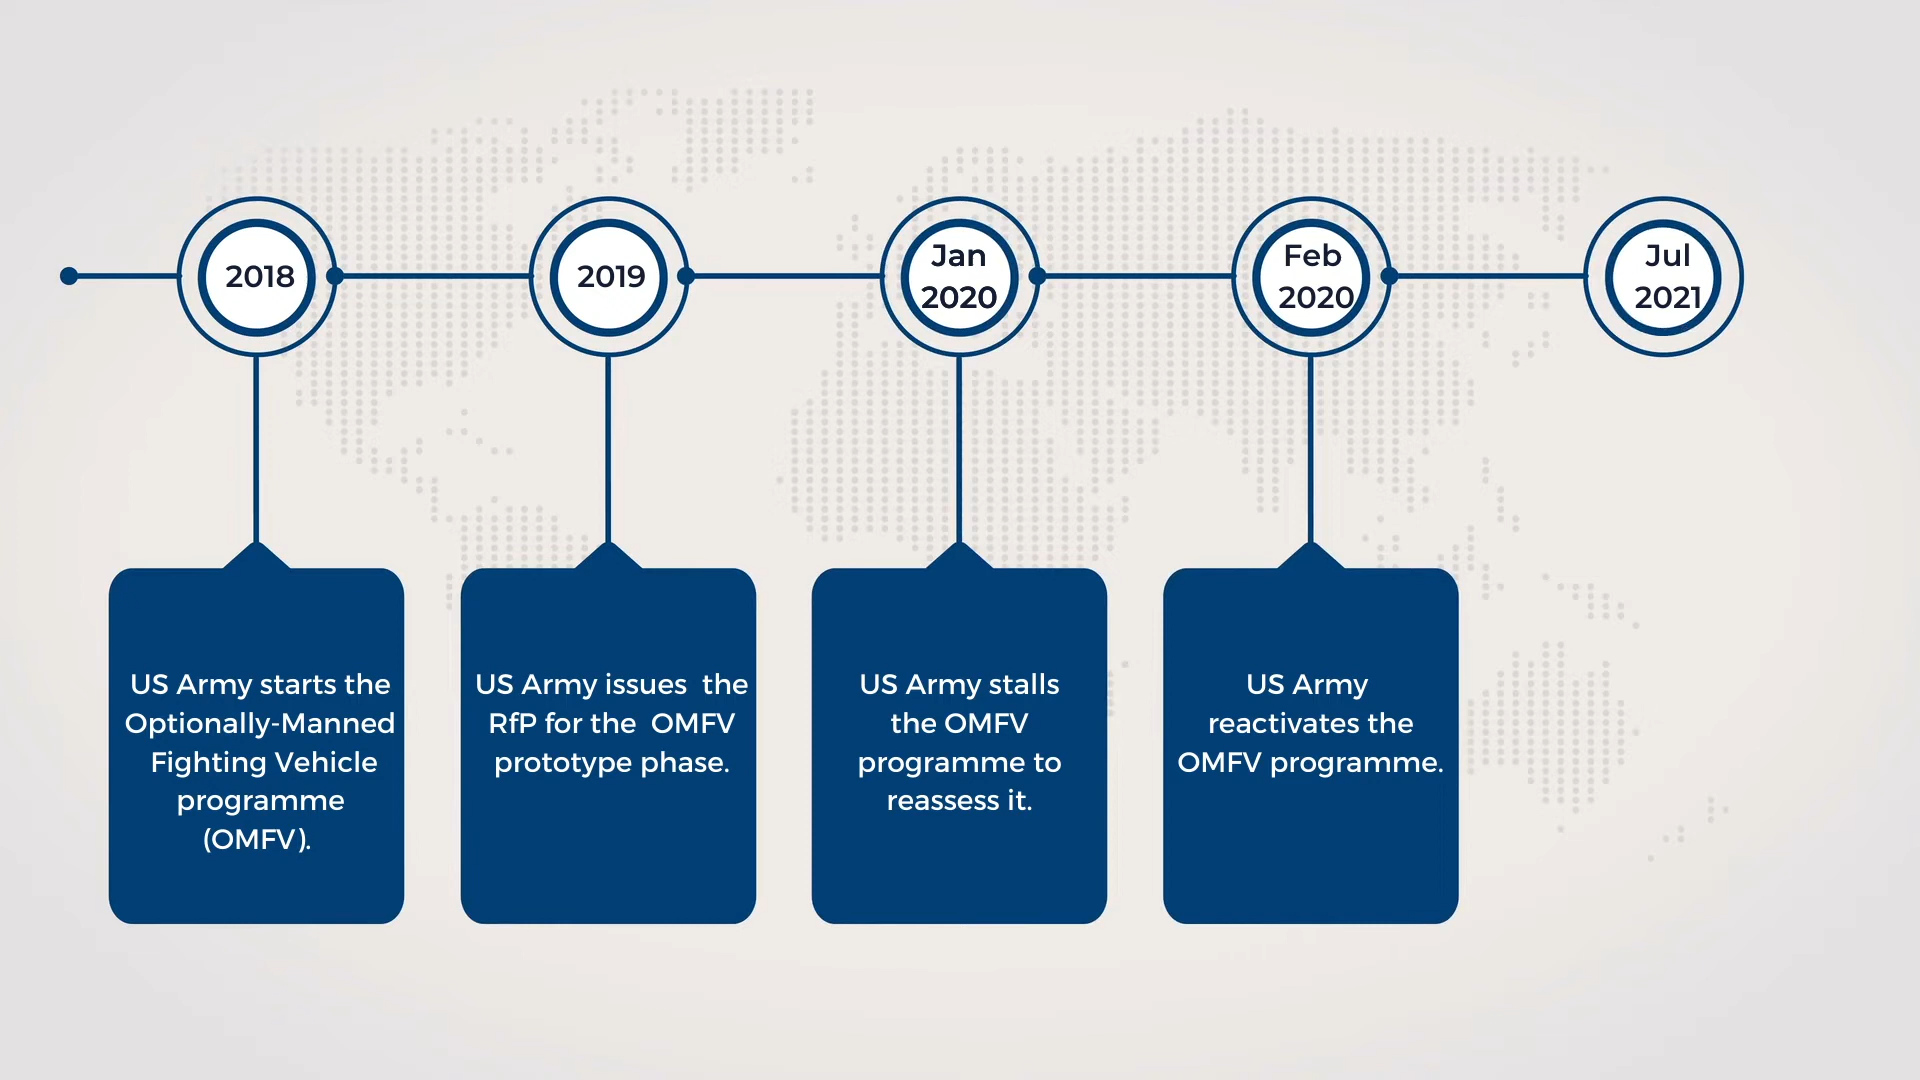 2018
2019
Jan
2020
Feb
2020
Jul
2021
US Army starts the
Optionally-Manned
Fighting Vehicle
programme
(OMFV).
US Army issues  the
RfP for the  OMFV
prototype phase.
US Army stalls
the OMFV
programme to
reassess it.
US Army
reactivates the
OMFV programme.